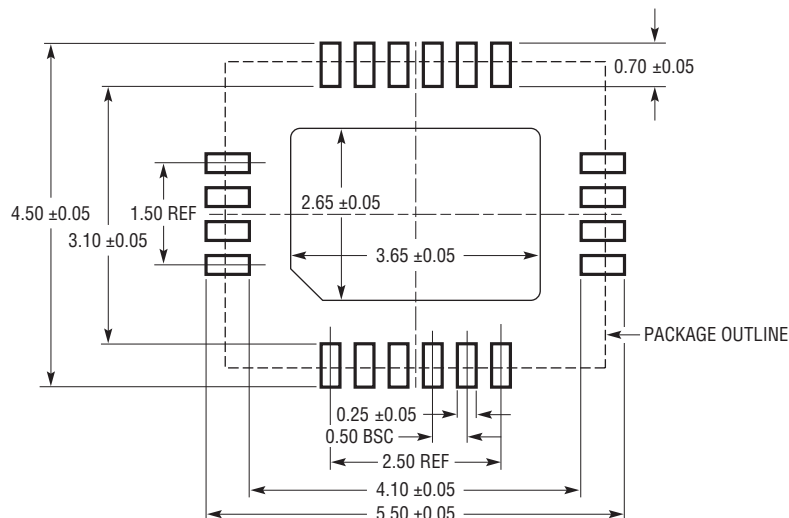 0.70 ±0.05
4.50 ±0.05
1.50 REF
2.65 ±0.05
3.10 ±0.05
3.65 ±0.05
PACKAGE OUTLINE
0.25 ±0.05
0.50 BSC
2.50 REF
4.10 ±0.05
5.50 ±0.05